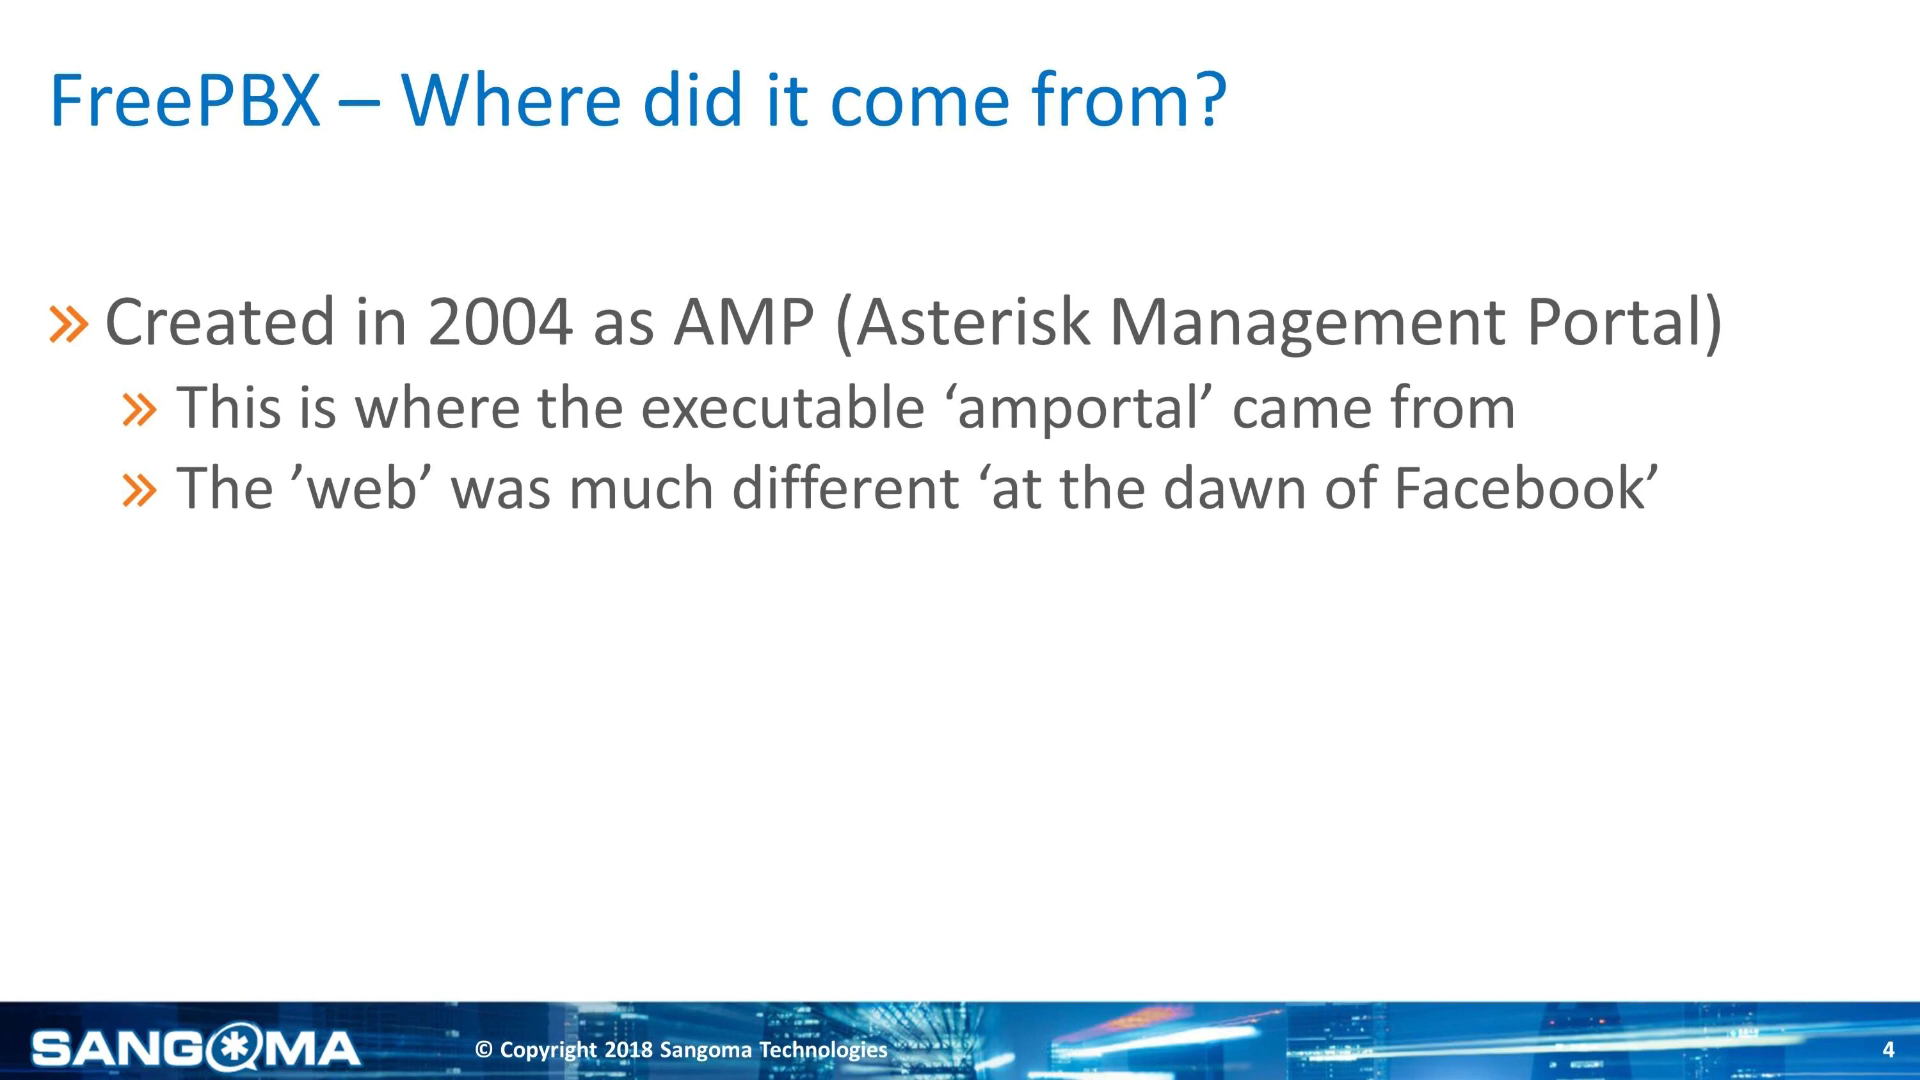 FreePBX – Where did it come from?
» Created in 2004 as AMP (Asterisk Management Portal)
» This is where the executable ‘amportal’ came from
» The ’web’ was much different ‘at the dawn of Facebook’
SANGOMA
© Copyright 2018 Sangoma Technologies
4